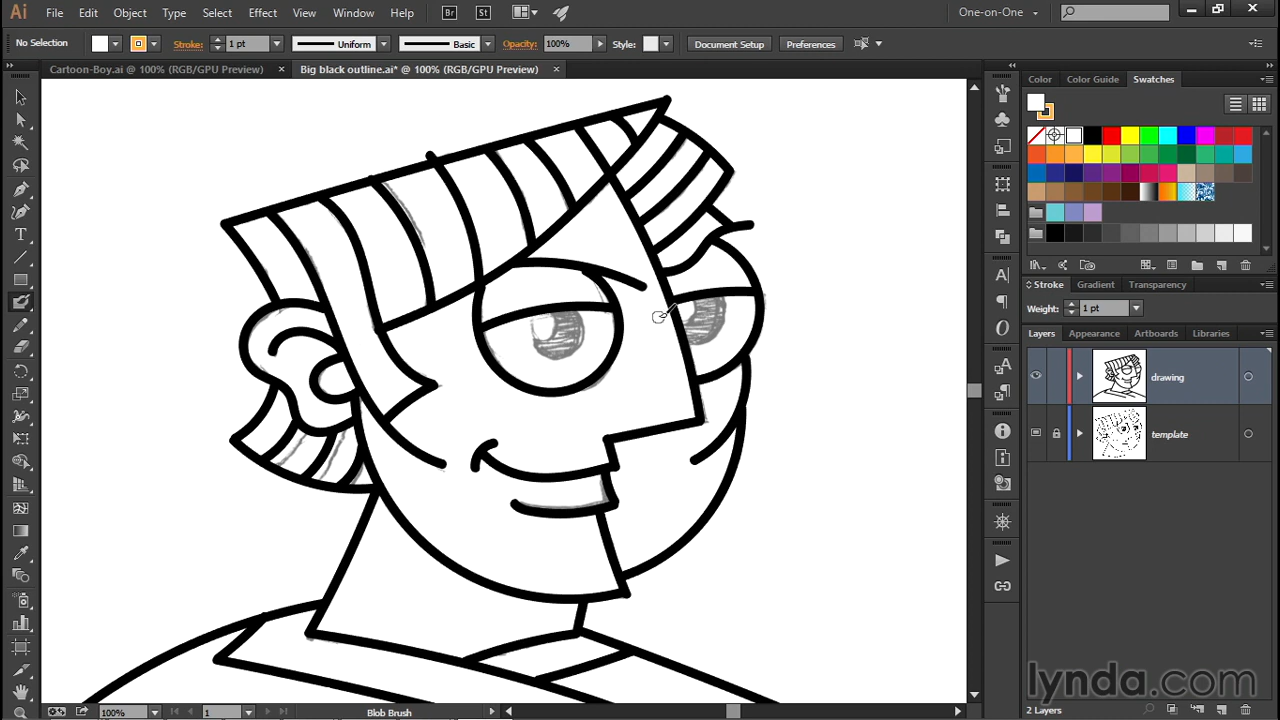 Ai File Edit Object Type Select Effect View Window Help Br St One-on-One
No Selection Stroke: 1 pt Uniform Basic Opacity: 100% Style: Document Setup Preferences
Cartoon-Boy.ai @ 100% (RGB/GPU Preview) Big black outline.ai* @ 100% (RGB/GPU Preview)
Color Color Guide Swatches
Stroke Gradient Transparency
Weight: 1 pt
Layers Appearance Artboards Libraries
drawing
template
lynda.com
2 Layers
100% 1 Blob Brush